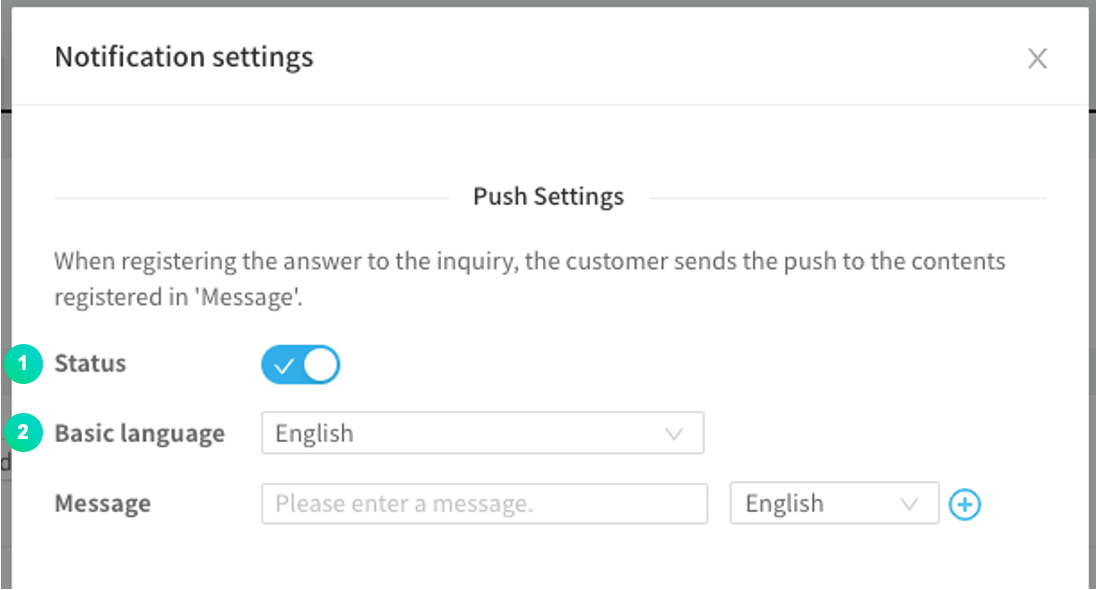 Notification settings
Push Settings
When registering the answer to the inquiry, the customer sends the push to the contents
registered in 'Message'.
1 Status
2 Basic language English
d
Message Please enter a message. English